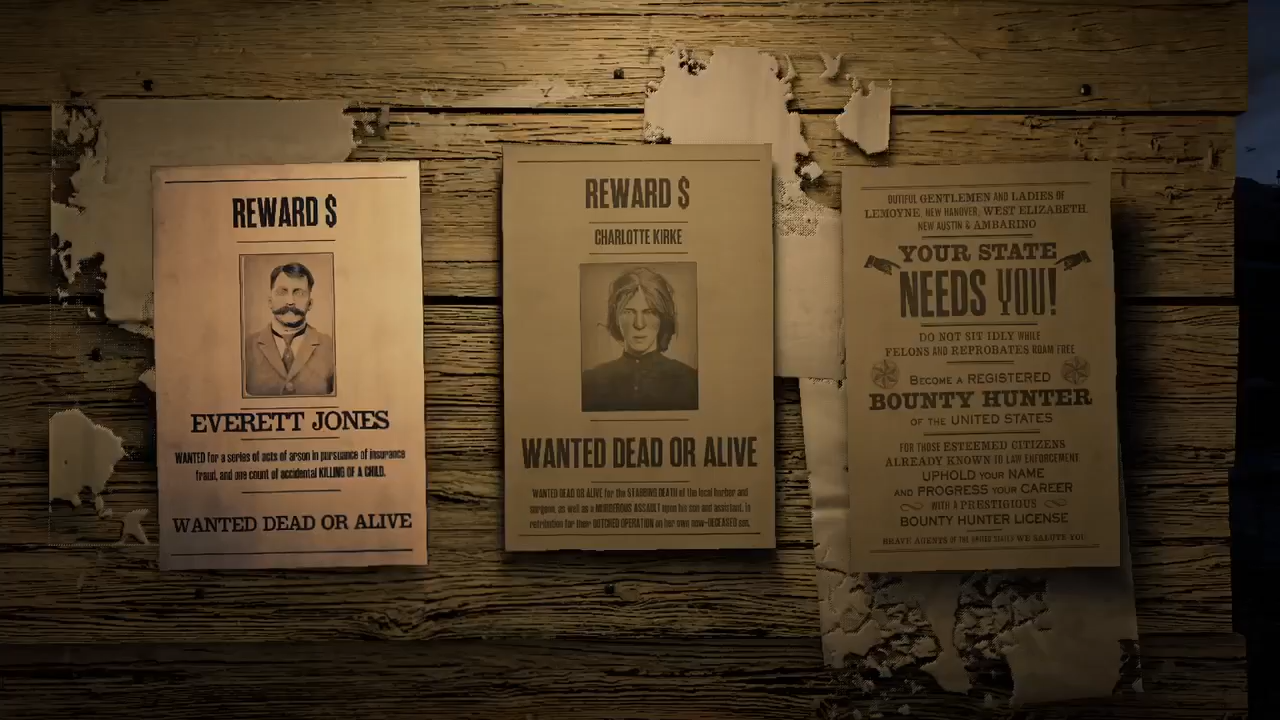 REWARD $
EVERETT JONES
WANTED for a series of acts of arson in pursuance of insurance
fraud, and one count of accidental KILLING OF A CHILD.
WANTED DEAD OR ALIVE
REWARD $
CHARLOTTE KIRKE
WANTED DEAD OR ALIVE
WANTED DEAD OR ALIVE for the STABBING DEATH of the local barber and
surgeon, as well as a MURDEROUS ASSAULT upon his son and assistant, in
retribution for their BOTCHED OPERATION on her own now-DECEASED son.
DUTIFUL GENTLEMEN AND LADIES OF
LEMOYNE, NEW HANOVER, WEST ELIZABETH,
NEW AUSTIN & AMBARINO
YOUR STATE
NEEDS YOU!
DO NOT SIT IDLY WHILE
FELONS AND REPROBATES ROAM FREE
BECOME A REGISTERED
BOUNTY HUNTER
OF THE UNITED STATES
FOR THOSE ESTEEMED CITIZENS
ALREADY KNOWN TO LAW ENFORCEMENT
UPHOLD YOUR NAME
AND PROGRESS YOUR CAREER
WITH A PRESTIGIOUS
BOUNTY HUNTER LICENSE
BRAVE AGENTS OF THE UNITED STATES WE SALUTE YOU